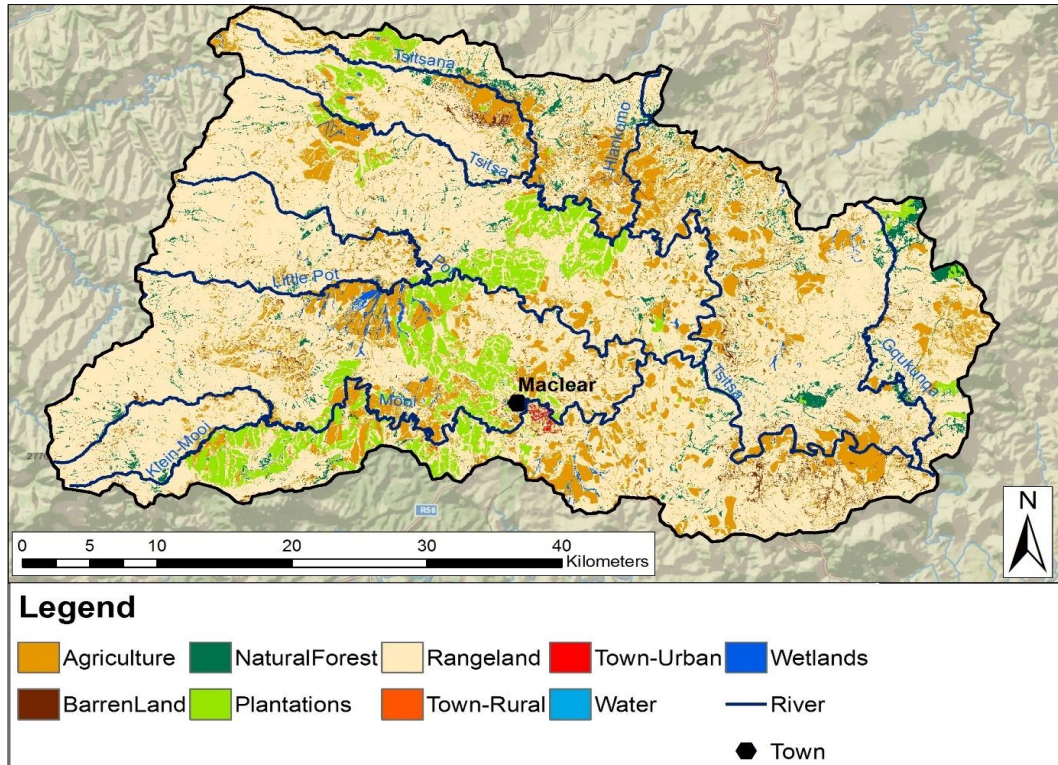 Tsitsana
Hlankomo
Tsitsa
Pot
Little Pot
Gqukunqa
Maclear
Tsitsa
Mooi
Klein-Mooi
R56
N
0 5 10 20 30 40
Kilometers
Legend
Agriculture NaturalForest Rangeland Town-Urban Wetlands
BarrenLand Plantations Town-Rural Water River
Town